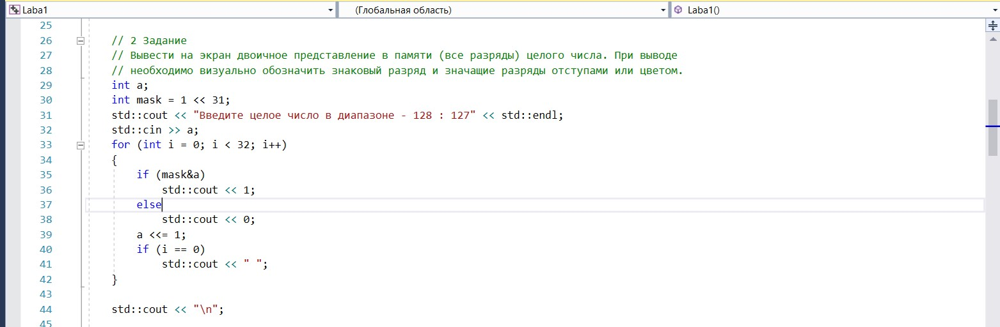 Laba1 (Глобальная область) Laba1()
25
26 // 2 Задание
27 // Вывести на экран двоичное представление в памяти (все разряды) целого числа. При выводе
28 // необходимо визуально обозначить знаковый разряд и значащие разряды отступами или цветом.
29 int a;
30 int mask = 1 << 31;
31 std::cout << "Введите целое число в диапазоне - 128 : 127" << std::endl;
32 std::cin >> a;
33 for (int i = 0; i < 32; i++)
34 {
35 if (mask&a)
36 std::cout << 1;
37 else
38 std::cout << 0;
39 a <<= 1;
40 if (i == 0)
41 std::cout << " ";
42 }
43
44 std::cout << "\n";
45